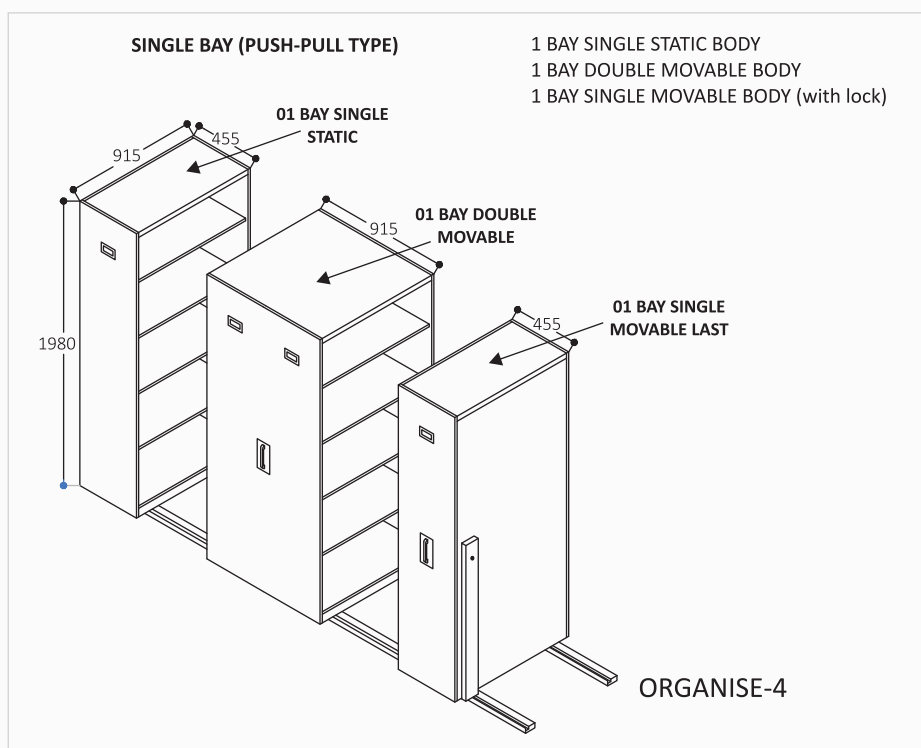 SINGLE BAY (PUSH-PULL TYPE)
1 BAY SINGLE STATIC BODY
1 BAY DOUBLE MOVABLE BODY
1 BAY SINGLE MOVABLE BODY (with lock)
01 BAY SINGLE
STATIC
915
455
01 BAY DOUBLE
MOVABLE
915
01 BAY SINGLE
MOVABLE LAST
455
1980
ORGANISE-4